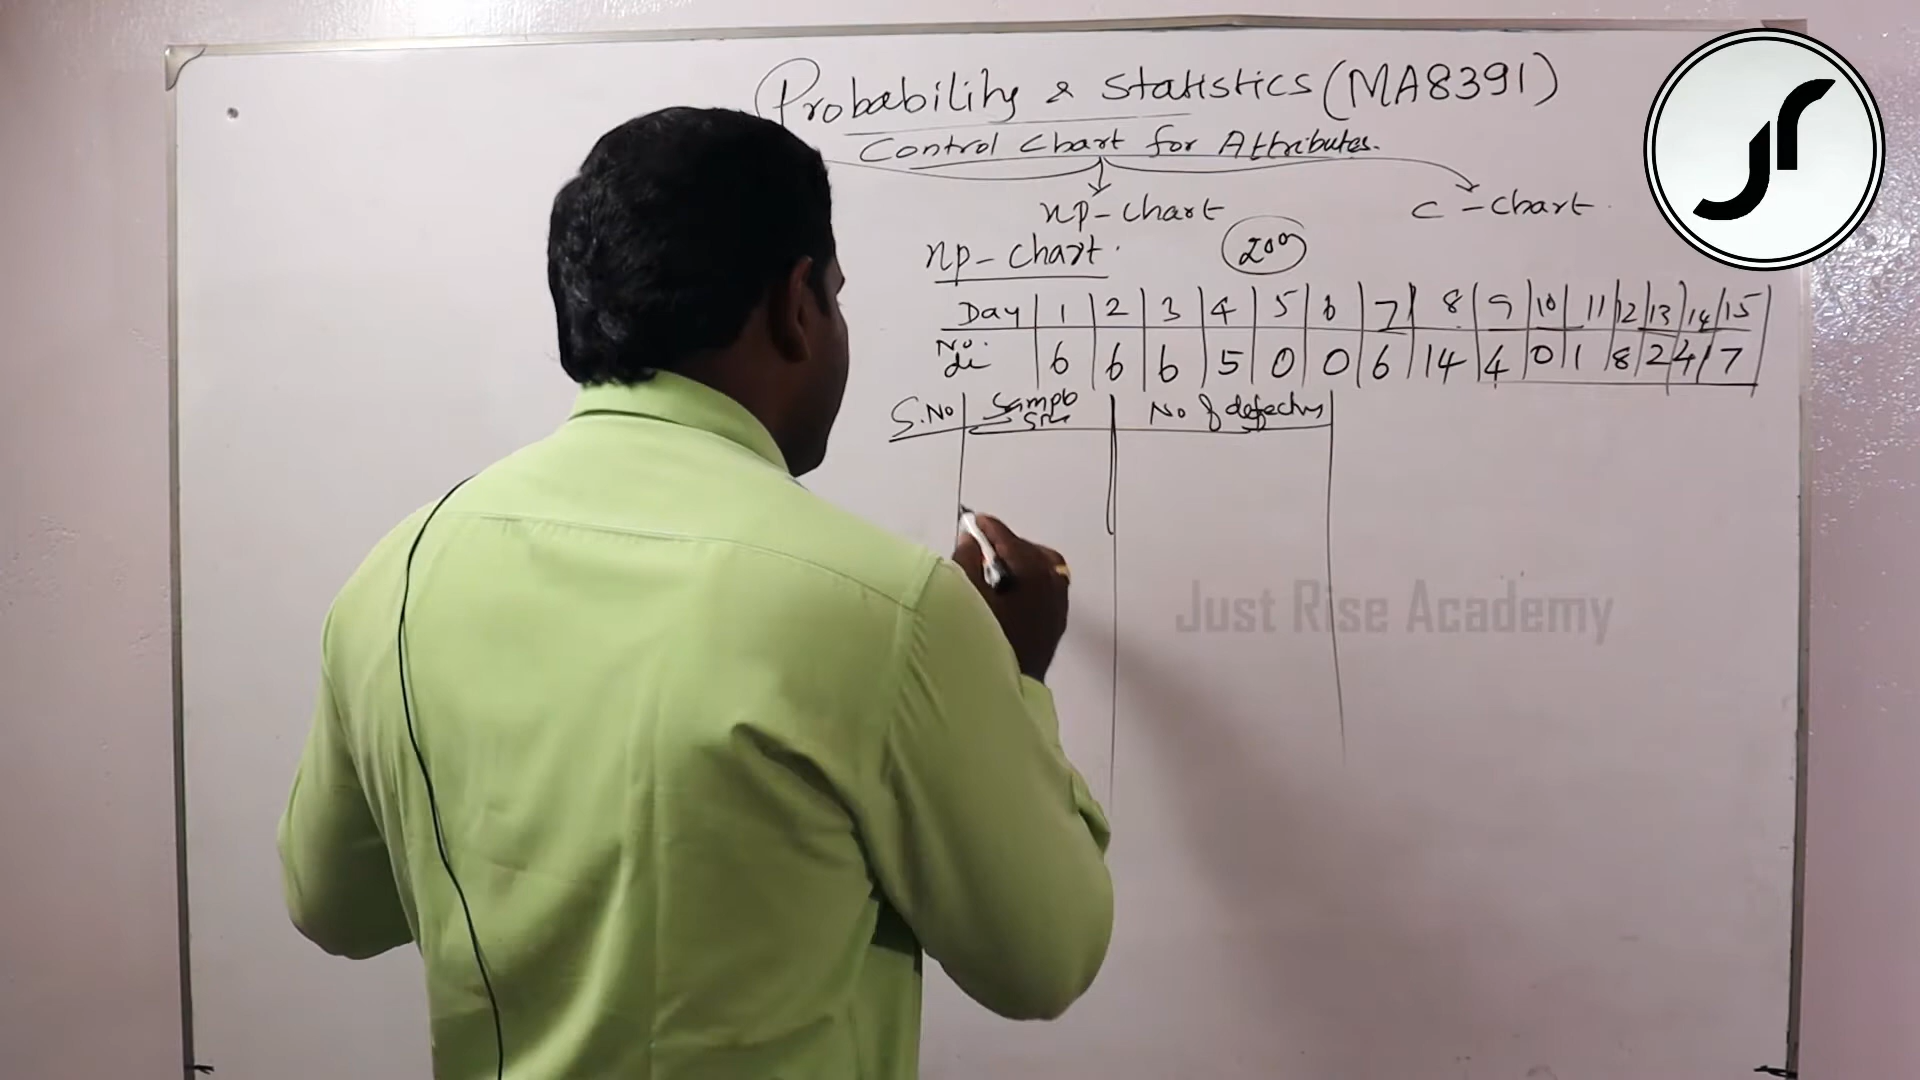 Probability & Statistics (MA8391)
Control Chart for Attributes.
np-chart c-chart
np-chart. 200
Day 1 2 3 4 5 6 7 8 9 10 11 12 13 14 15
No. de 6 6 6 5 0 0 6 14 4 0 1 8 2 4 7
S.No Sample Size No of defectives
Just Rise Academy